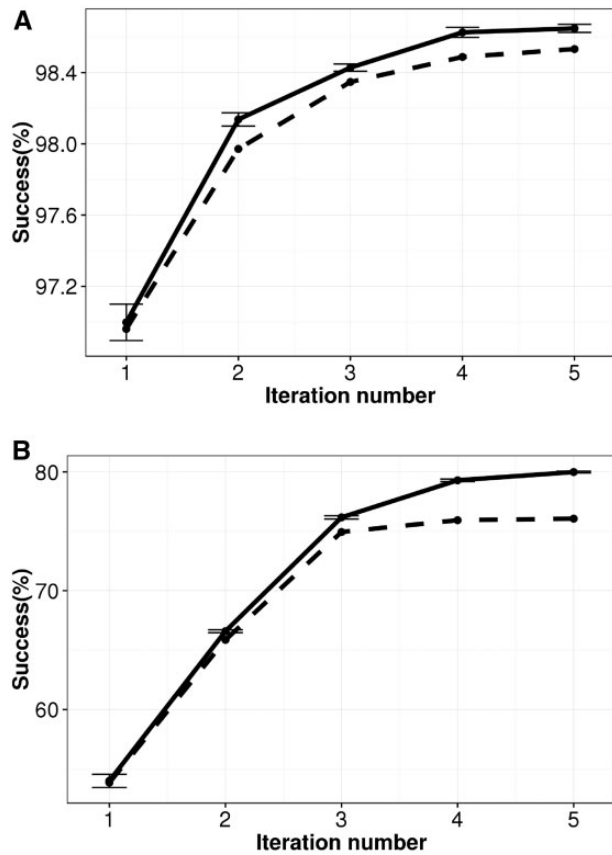 A
Success(%)
98.4
98.0
97.6
97.2
1 2 3 4 5
Iteration number
B
Success(%)
80
70
60
1 2 3 4 5
Iteration number